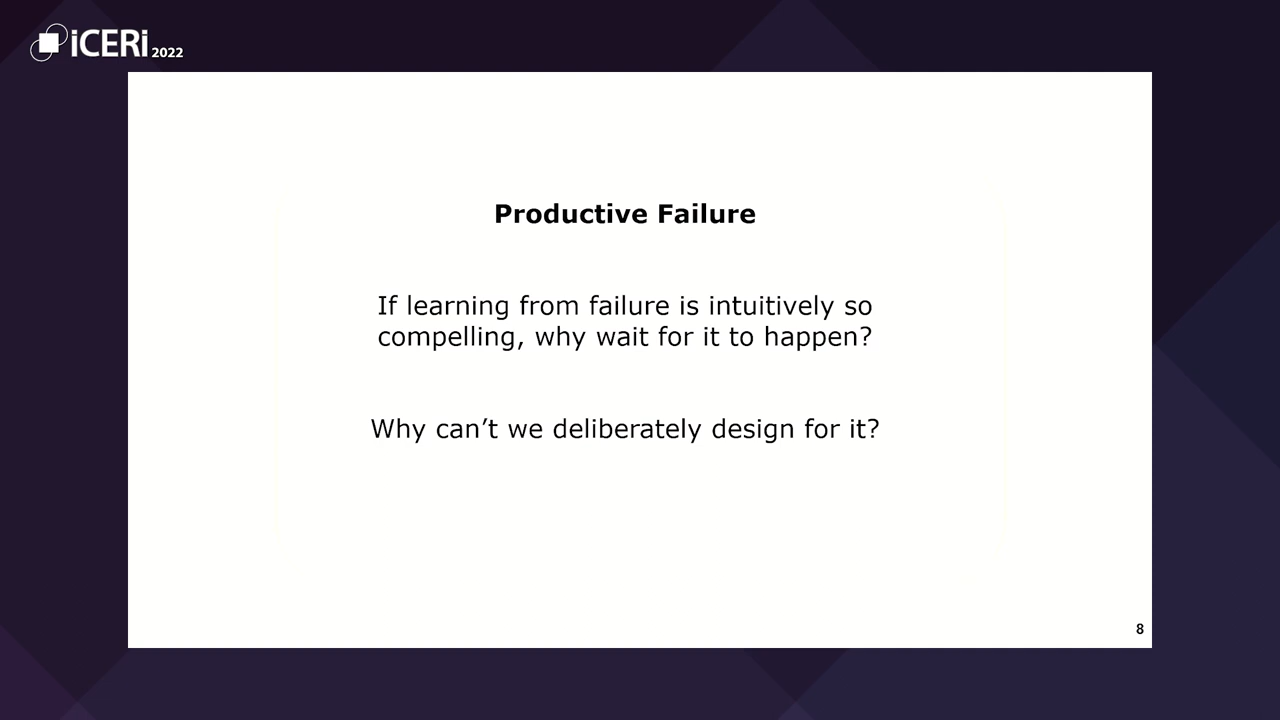 iCERi 2022
Productive Failure
If learning from failure is intuitively so
compelling, why wait for it to happen?
Why can’t we deliberately design for it?
8